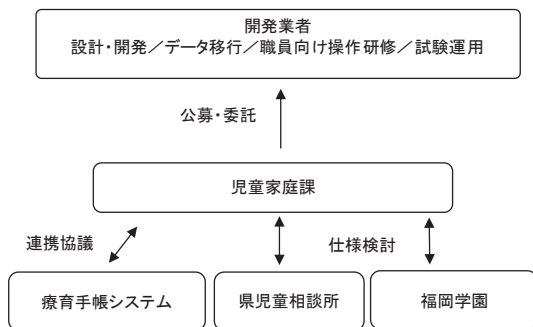 開発業者
設計・開発／データ移行／職員向け操作研修／試験運用
公募・委託
児童家庭課
連携協議
仕様検討
療育手帳システム
県児童相談所
福岡学園